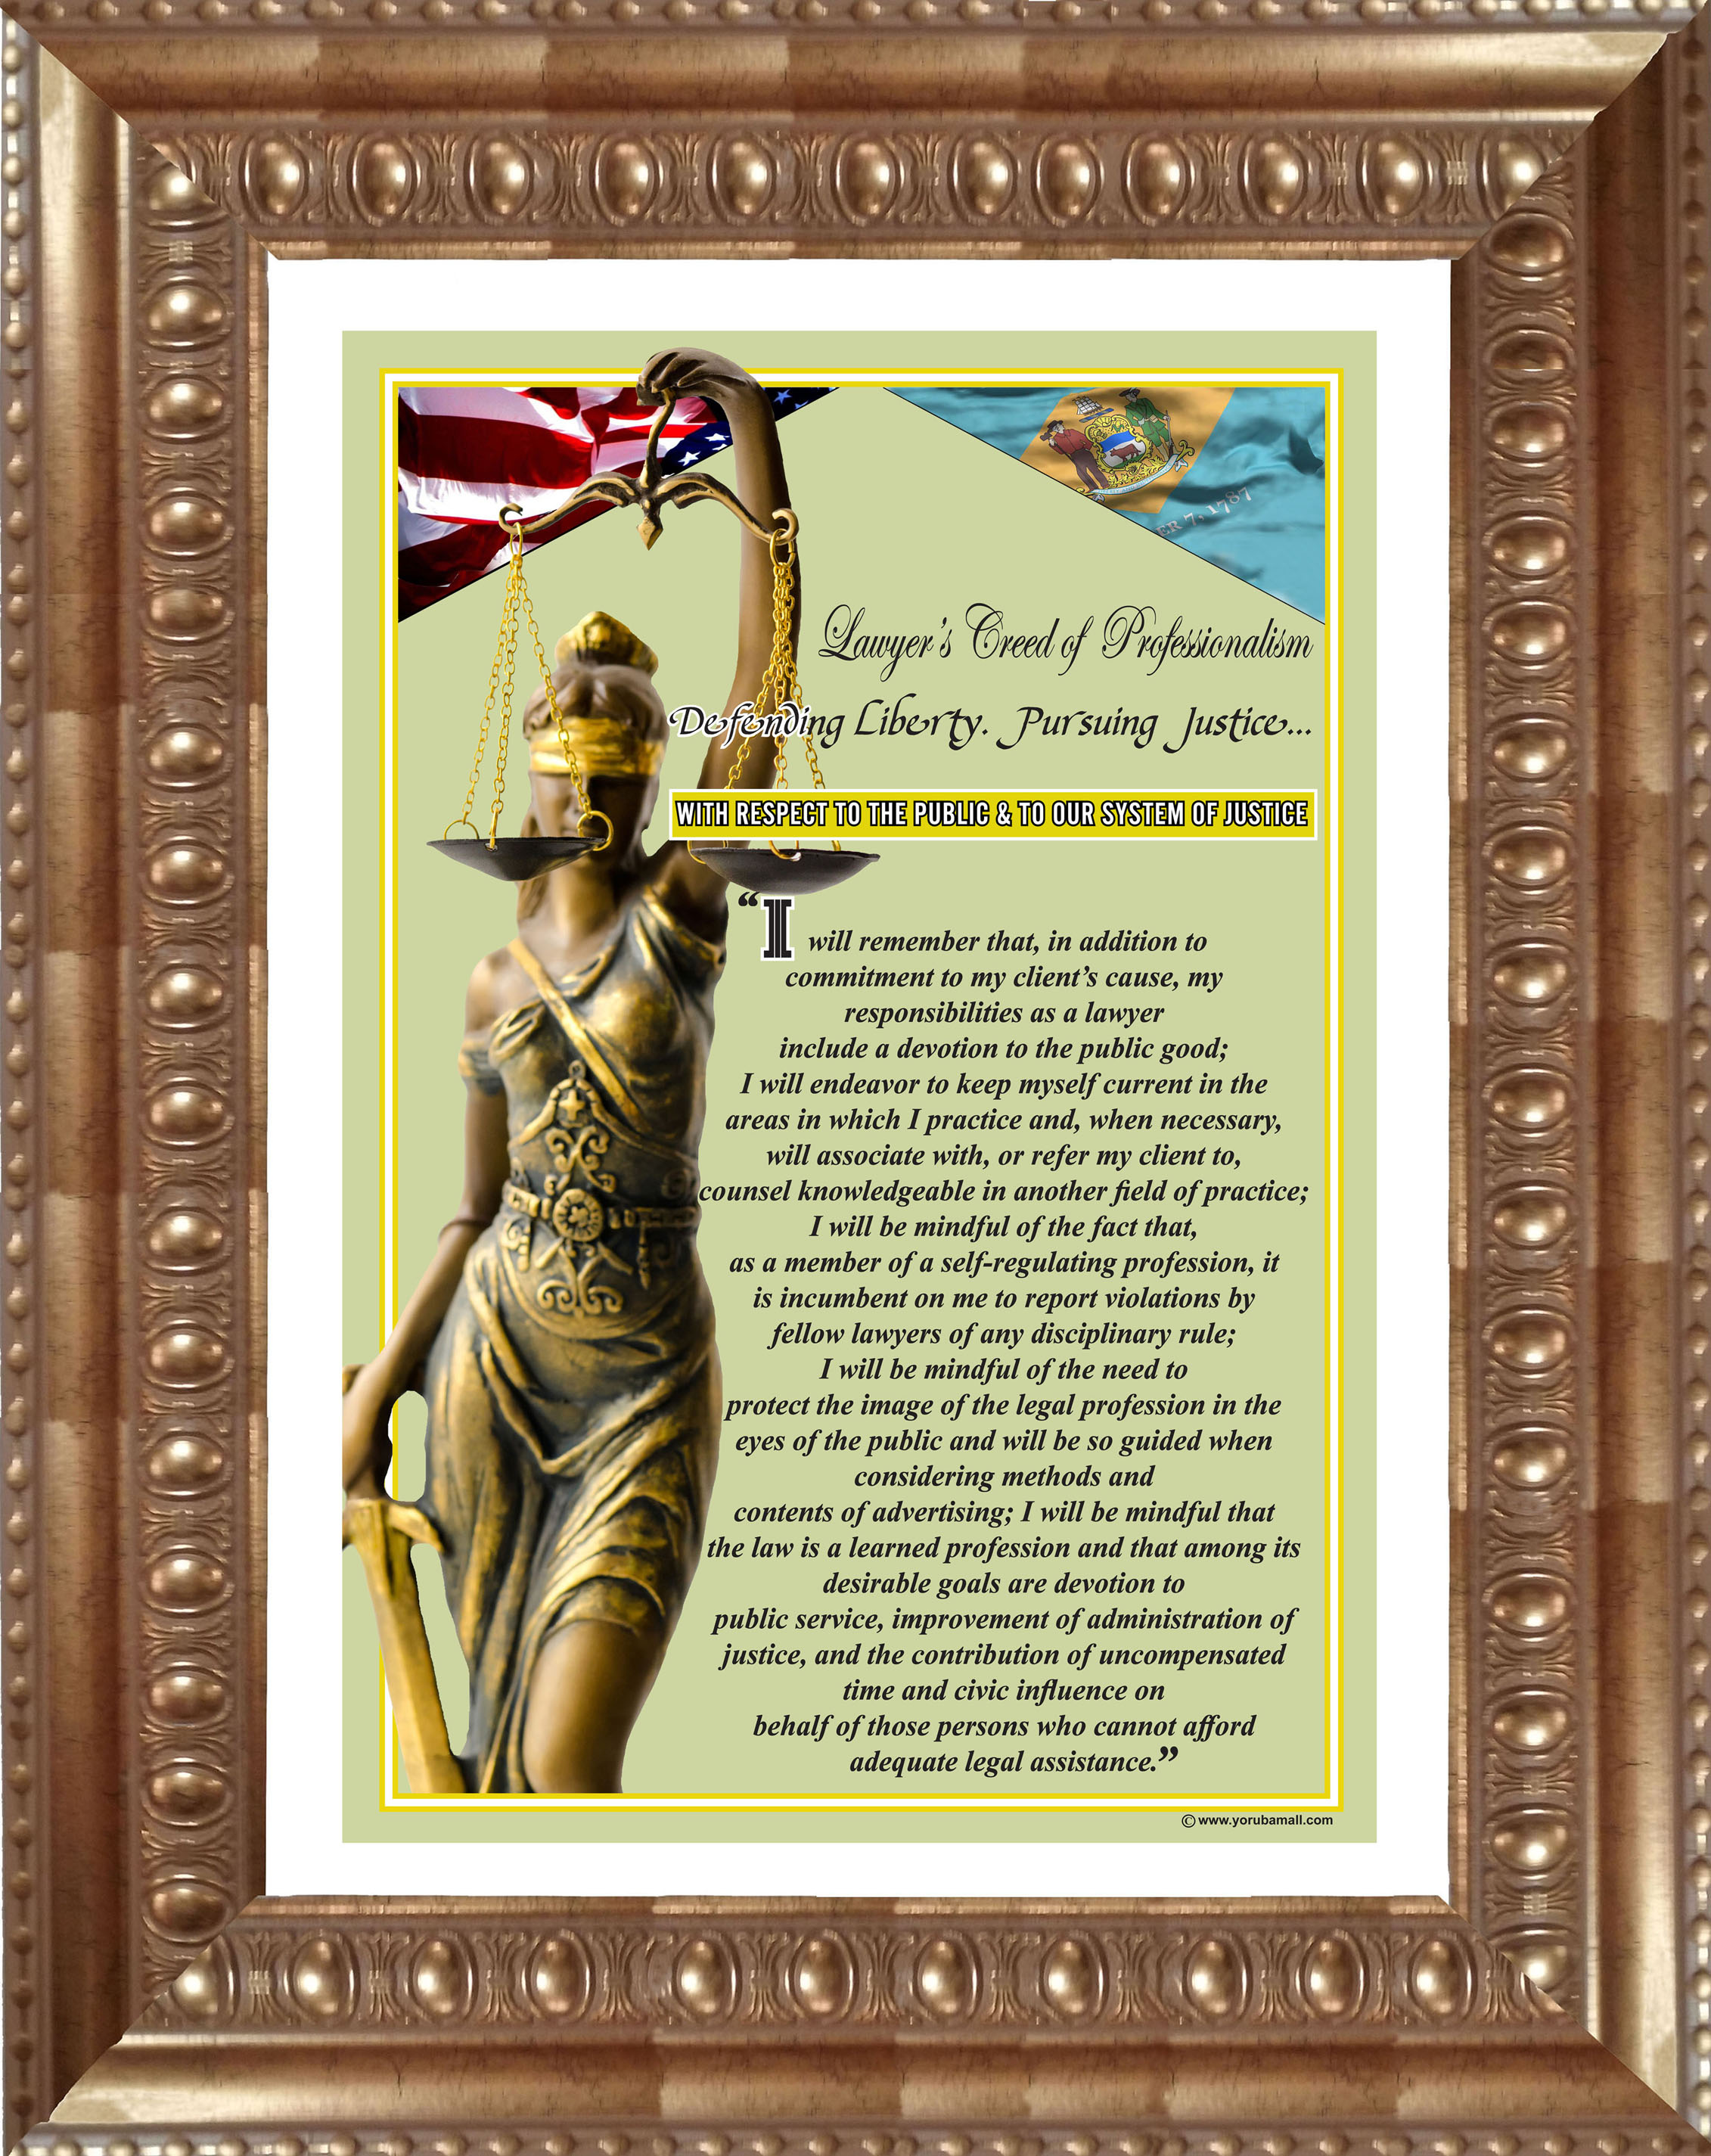 ER 7, 1787
Lawyer's Creed of Professionalism
Defending Liberty. Pursuing Justice...
WITH RESPECT TO THE PUBLIC & TO OUR SYSTEM OF JUSTICE
“I will remember that, in addition to
commitment to my client’s cause, my
responsibilities as a lawyer
include a devotion to the public good;
I will endeavor to keep myself current in the
areas in which I practice and, when necessary,
will associate with, or refer my client to,
counsel knowledgeable in another field of practice;
I will be mindful of the fact that,
as a member of a self-regulating profession, it
is incumbent on me to report violations by
fellow lawyers of any disciplinary rule;
I will be mindful of the need to
protect the image of the legal profession in the
eyes of the public and will be so guided when
considering methods and
contents of advertising; I will be mindful that
the law is a learned profession and that among its
desirable goals are devotion to
public service, improvement of administration of
justice, and the contribution of uncompensated
time and civic influence on
behalf of those persons who cannot afford
adequate legal assistance.”
© www.yorubamall.com